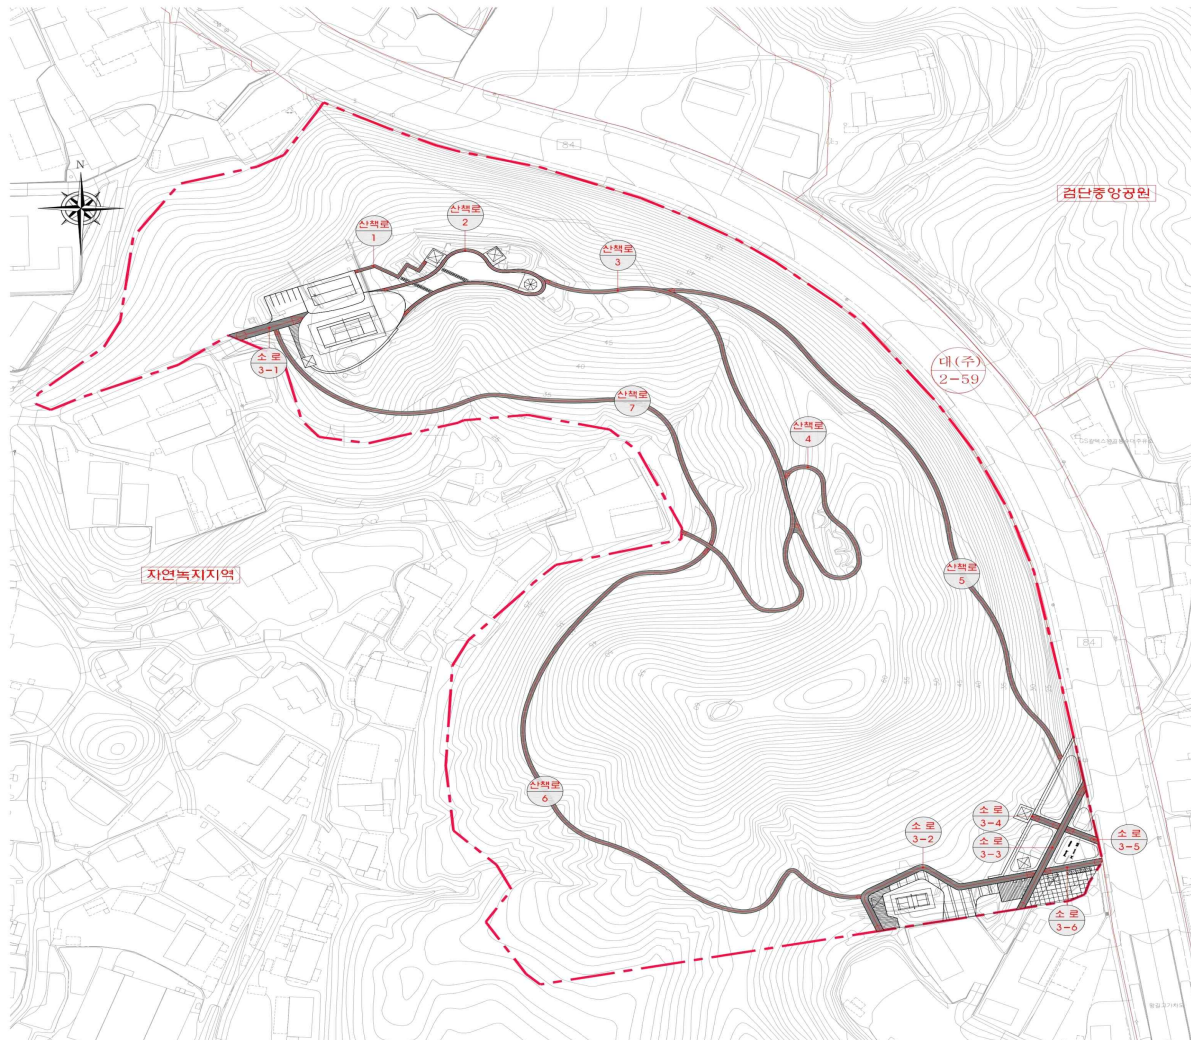 84
N
검단중앙공원
산책로
2
산책로
1
산책로
3
대(주)
2-59
소 로
3-1
산책로
7
산책로
4
자연녹지지역
산책로
5
84
산책로
6
소 로
3-4
소 로
3-2
소 로
3-5
소 로
3-3
소 로
3-6